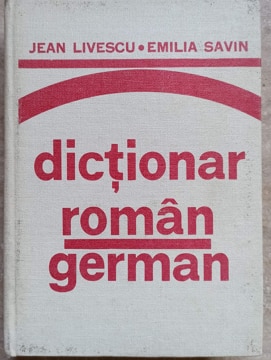 JEAN LIVESCU • EMILIA SAVIN
dicționar
român
german